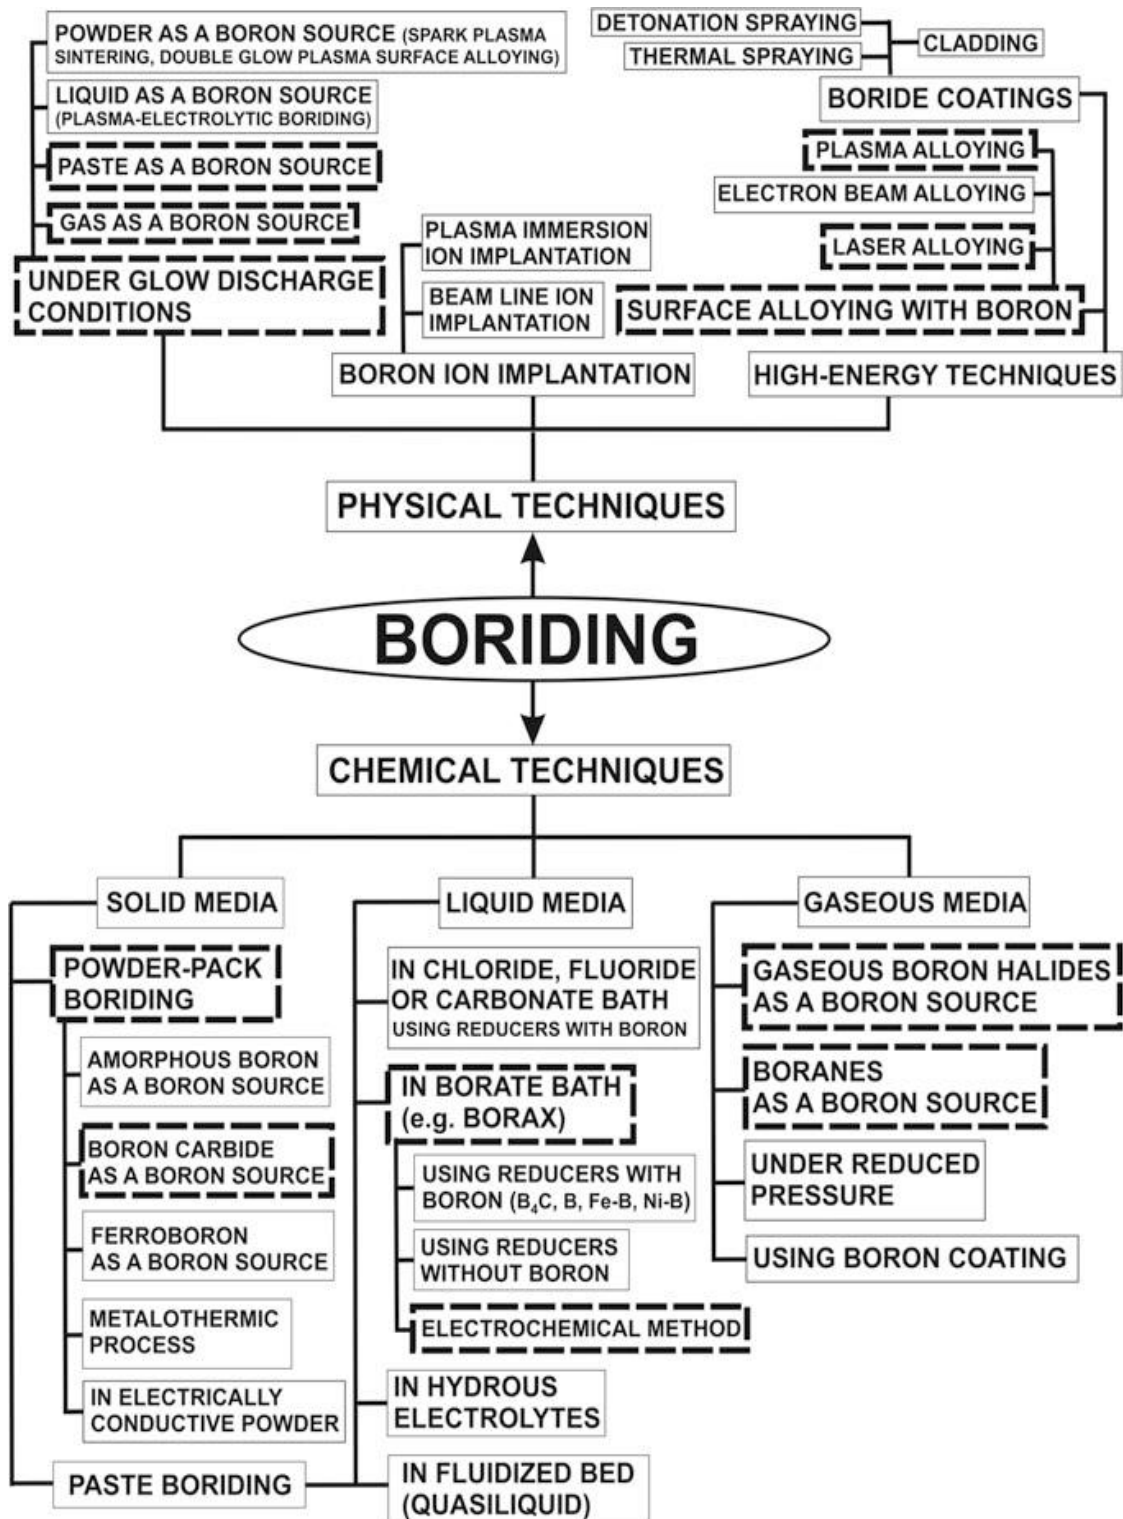 POWDER AS A BORON SOURCE (SPARK PLASMA
SINTERING, DOUBLE GLOW PLASMA SURFACE ALLOYING)
LIQUID AS A BORON SOURCE
(PLASMA-ELECTROLYTIC BORIDING)
PASTE AS A BORON SOURCE
GAS AS A BORON SOURCE
UNDER GLOW DISCHARGE
CONDITIONS
PLASMA IMMERSION
ION IMPLANTATION
BEAM LINE ION
IMPLANTATION
BORON ION IMPLANTATION
DETONATION SPRAYING
CLADDING
THERMAL SPRAYING
BORIDE COATINGS
PLASMA ALLOYING
ELECTRON BEAM ALLOYING
LASER ALLOYING
SURFACE ALLOYING WITH BORON
HIGH-ENERGY TECHNIQUES
PHYSICAL TECHNIQUES
BORIDING
CHEMICAL TECHNIQUES
SOLID MEDIA
POWDER-PACK
BORIDING
AMORPHOUS BORON
AS A BORON SOURCE
BORON CARBIDE
AS A BORON SOURCE
FERROBORON
AS A BORON SOURCE
METALOTHERMIC
PROCESS
IN ELECTRICALLY
CONDUCTIVE POWDER
PASTE BORIDING
LIQUID MEDIA
IN CHLORIDE, FLUORIDE
OR CARBONATE BATH
USING REDUCERS WITH BORON
IN BORATE BATH
(e.g. BORAX)
USING REDUCERS WITH
BORON (B₄C, B, Fe-B, Ni-B)
USING REDUCERS
WITHOUT BORON
ELECTROCHEMICAL METHOD
IN HYDROUS
ELECTROLYTES
IN FLUIDIZED BED
(QUASILIQUID)
GASEOUS MEDIA
GASEOUS BORON HALIDES
AS A BORON SOURCE
BORANES
AS A BORON SOURCE
UNDER REDUCED
PRESSURE
USING BORON COATING